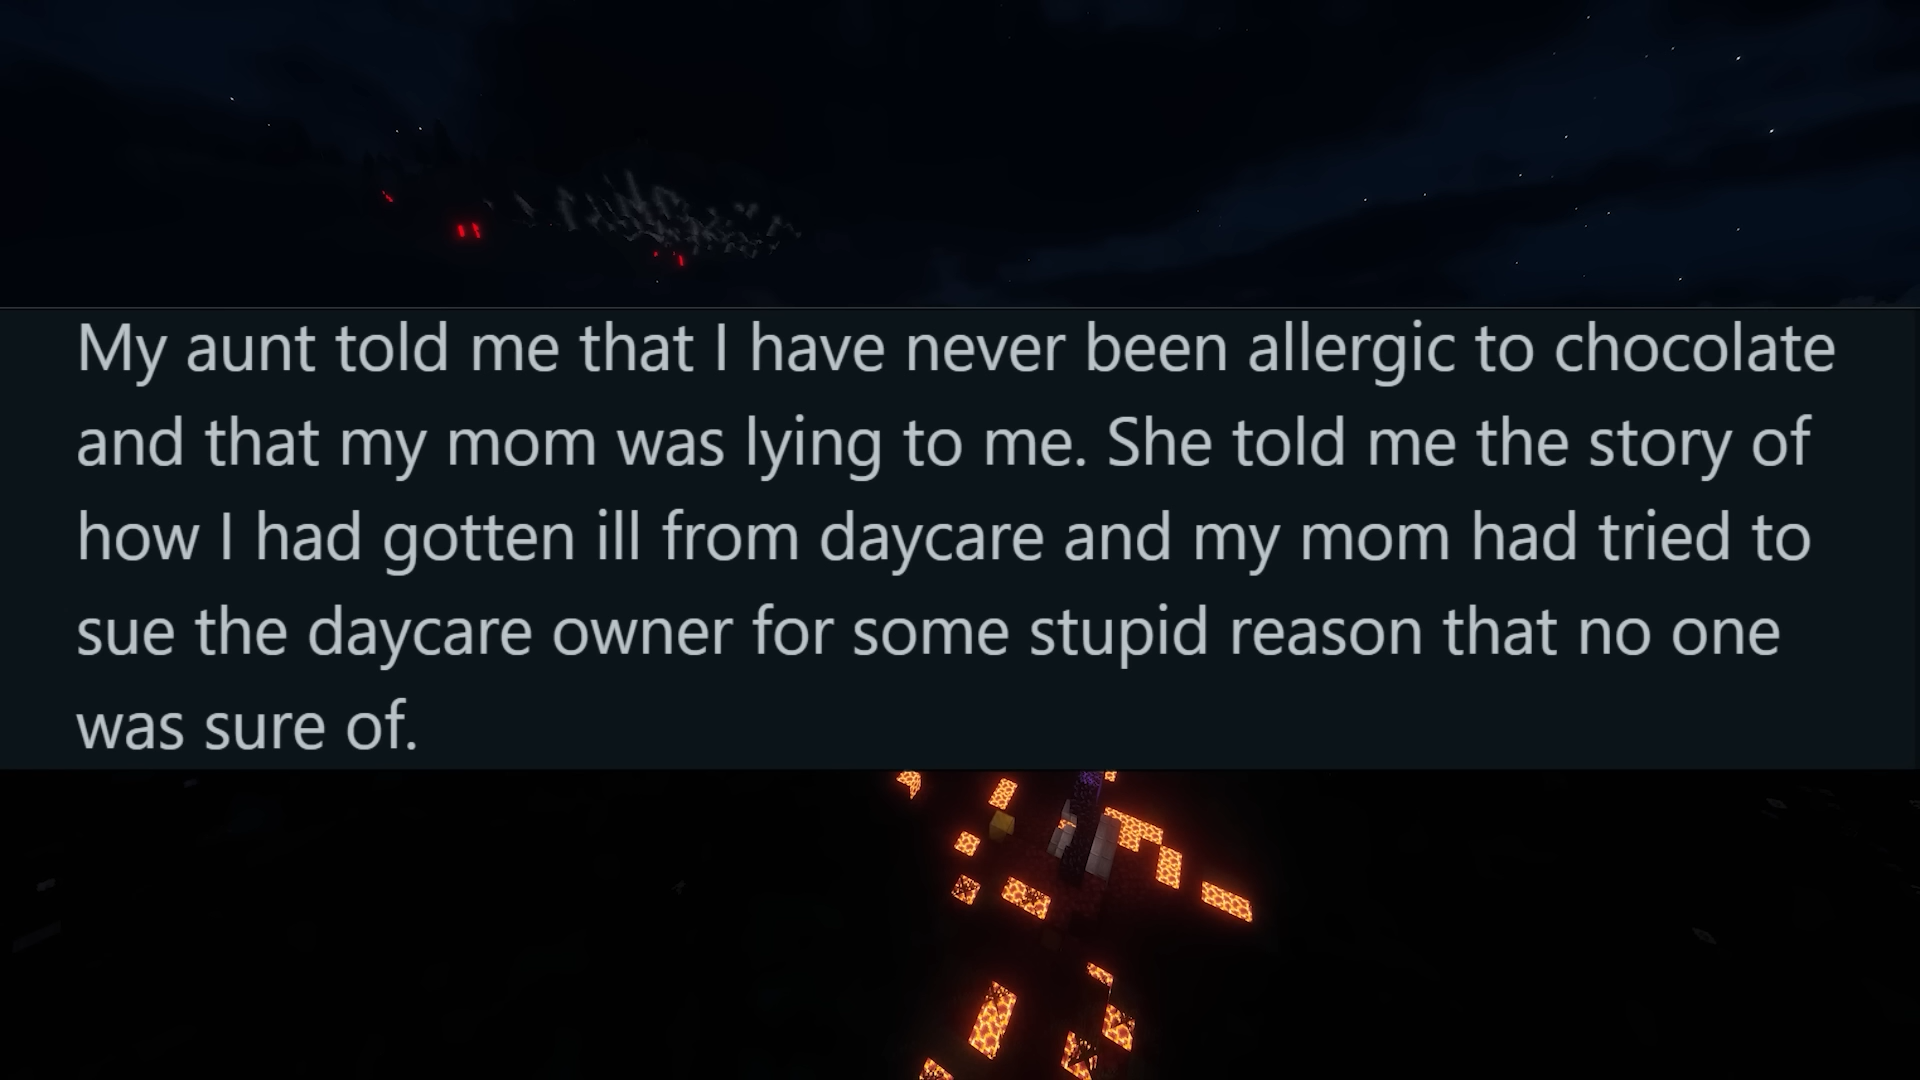 My aunt told me that I have never been allergic to chocolate
and that my mom was lying to me. She told me the story of
how I had gotten ill from daycare and my mom had tried to
sue the daycare owner for some stupid reason that no one
was sure of.